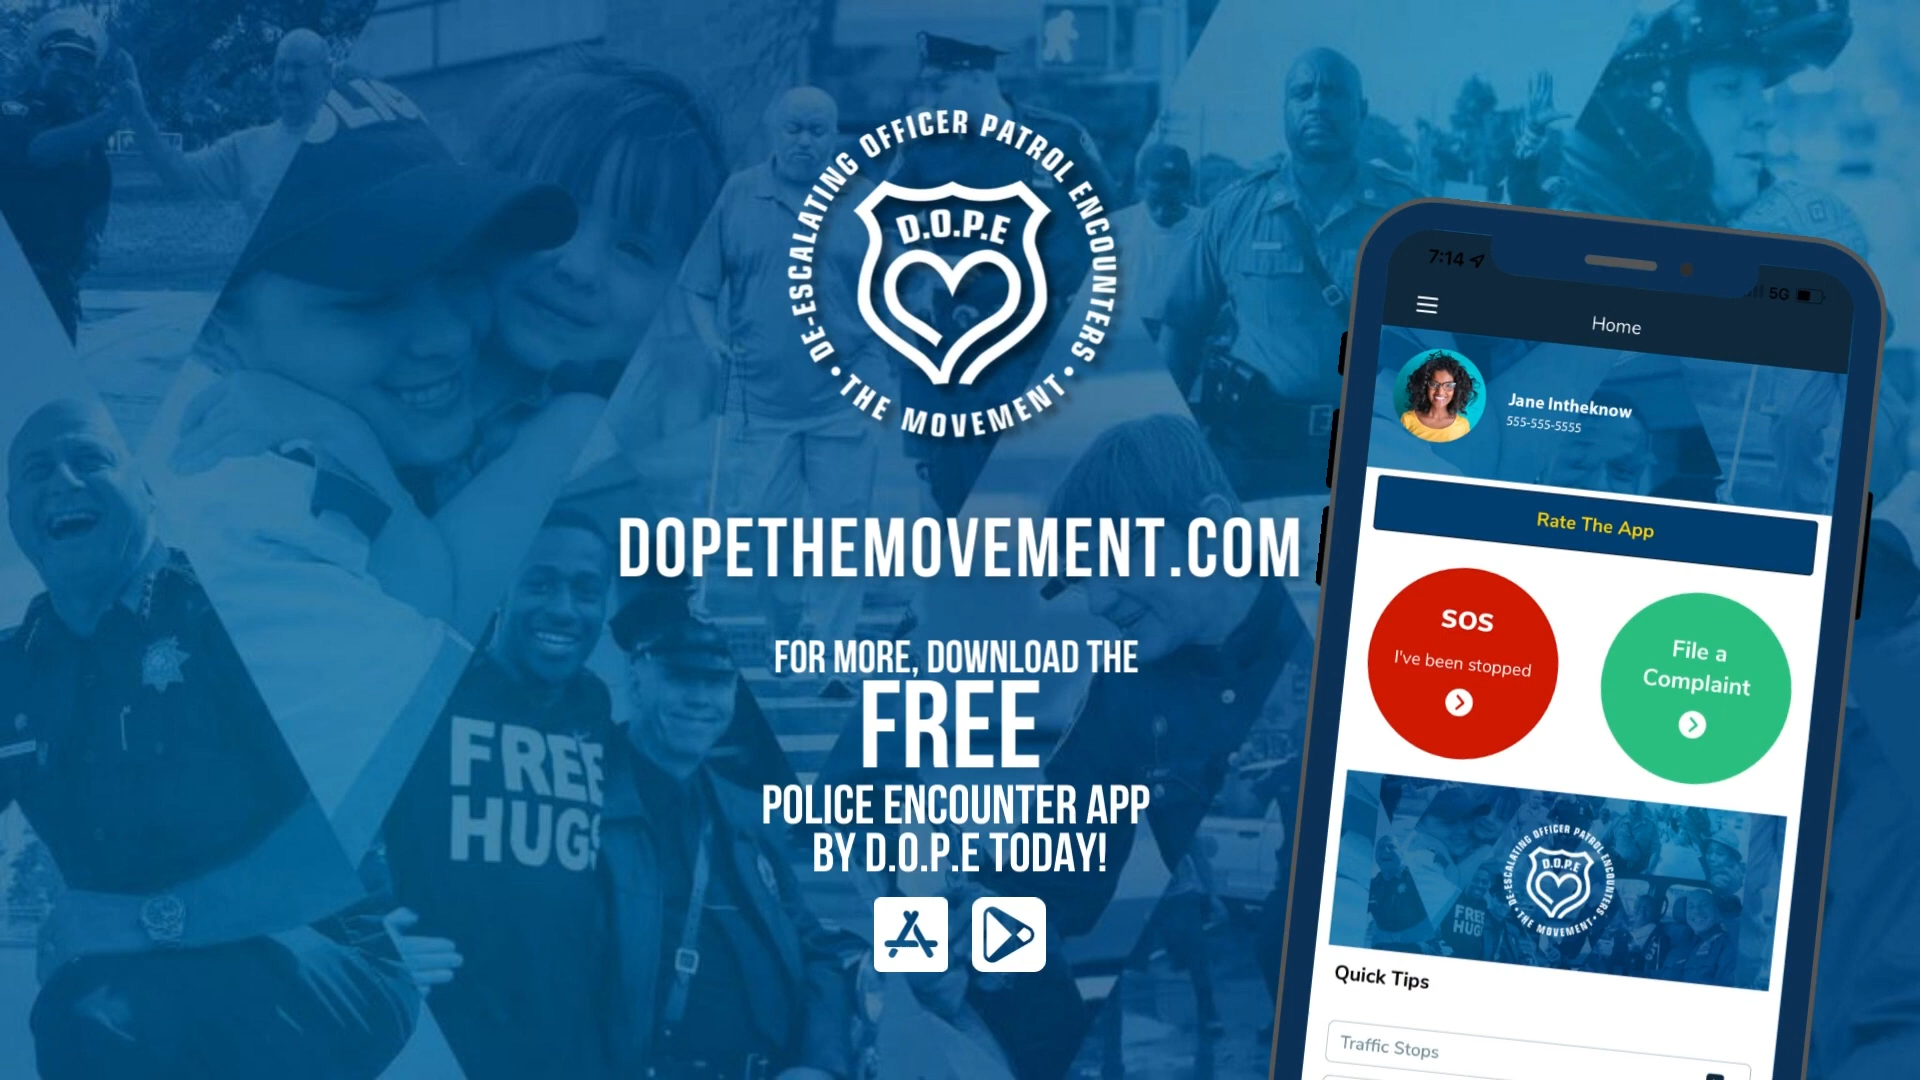 DE-ESCALATING OFFICER PATROL ENCOUNTERS
D.O.P.E
• THE MOVEMENT •
DOPETHEMOVEMENT.COM
FOR MORE, DOWNLOAD THE
FREE
POLICE ENCOUNTER APP
BY D.O.P.E TODAY!
FREE
HUGS
7:14
5G
Home
Jane Intheknow
555-555-5555
Rate The App
SOS
I've been stopped
File a
Complaint
DE-ESCALATING OFFICER PATROL ENCOUNTERS
D.O.P.E
• THE MOVEMENT •
FREE
HUG
Quick Tips
Traffic Stops